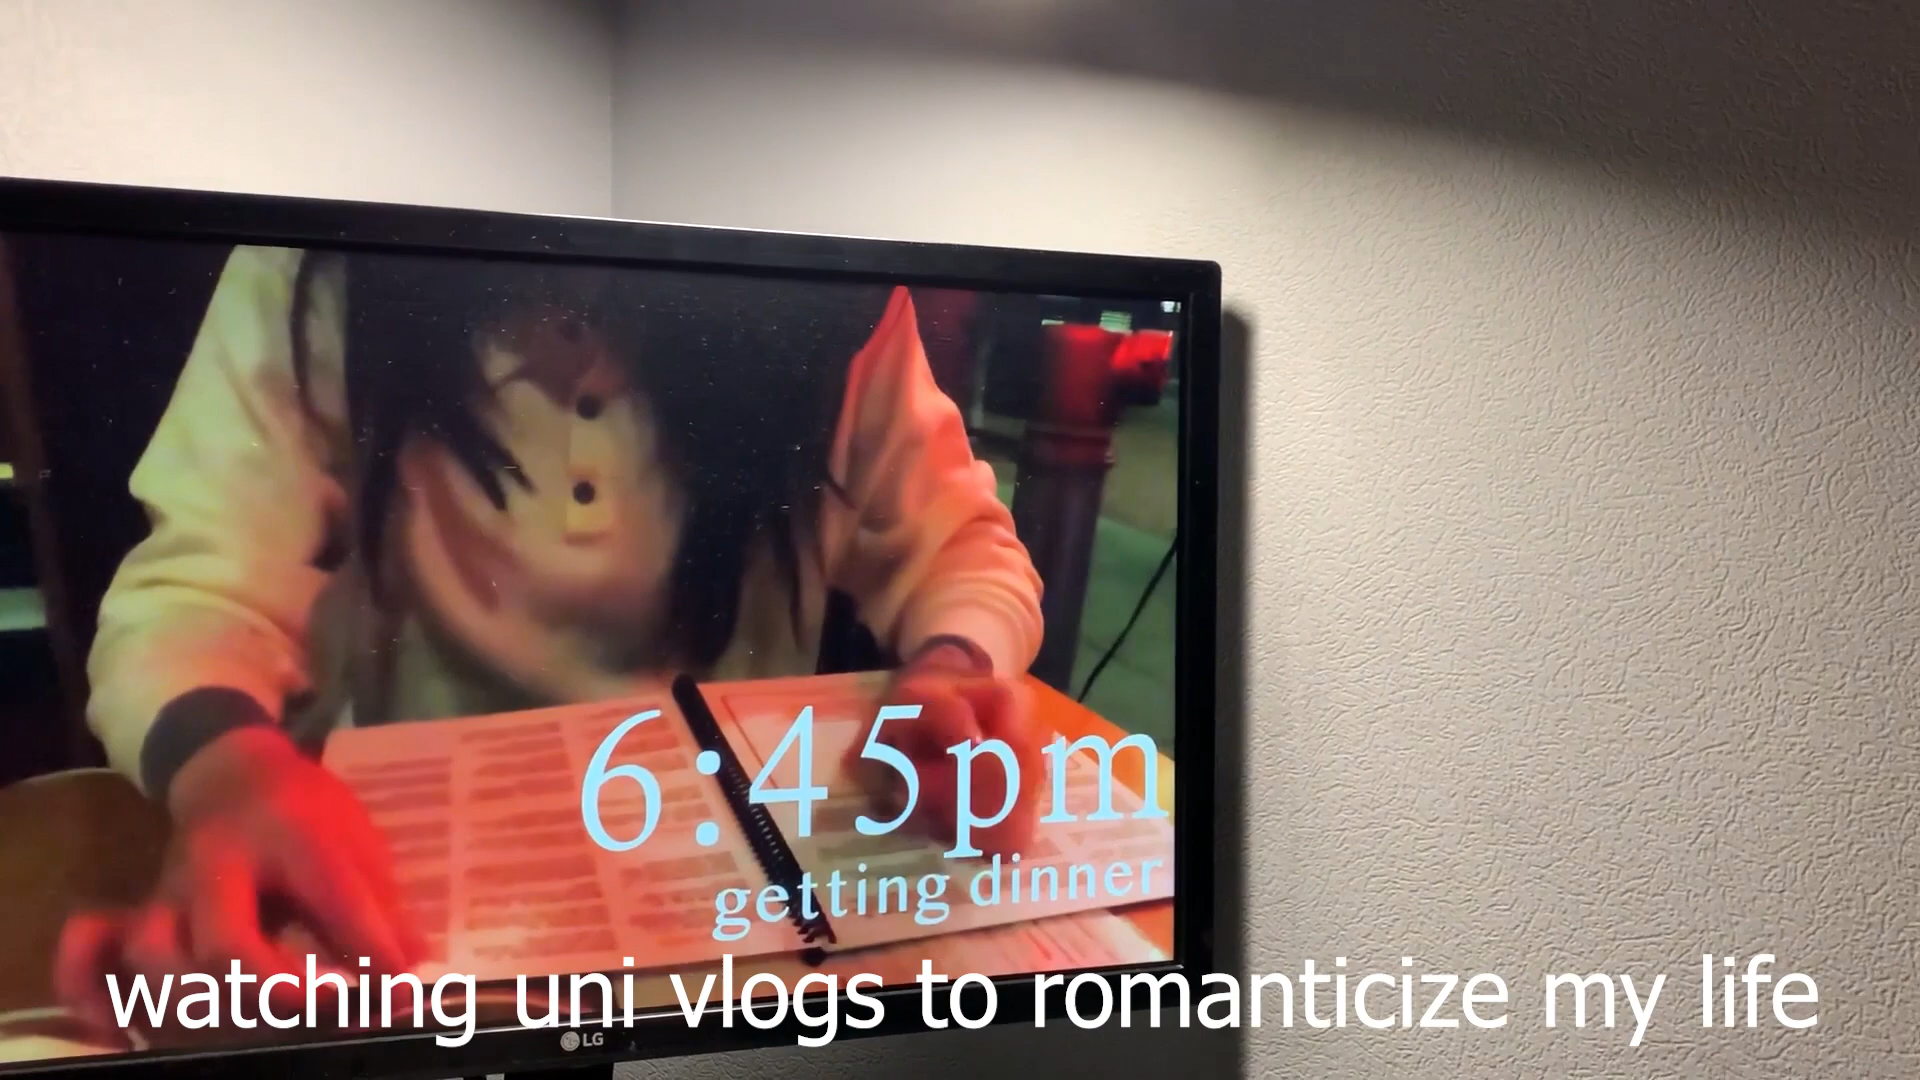 6:45pm
getting dinner
watching uni vlogs to romanticize my life
LG